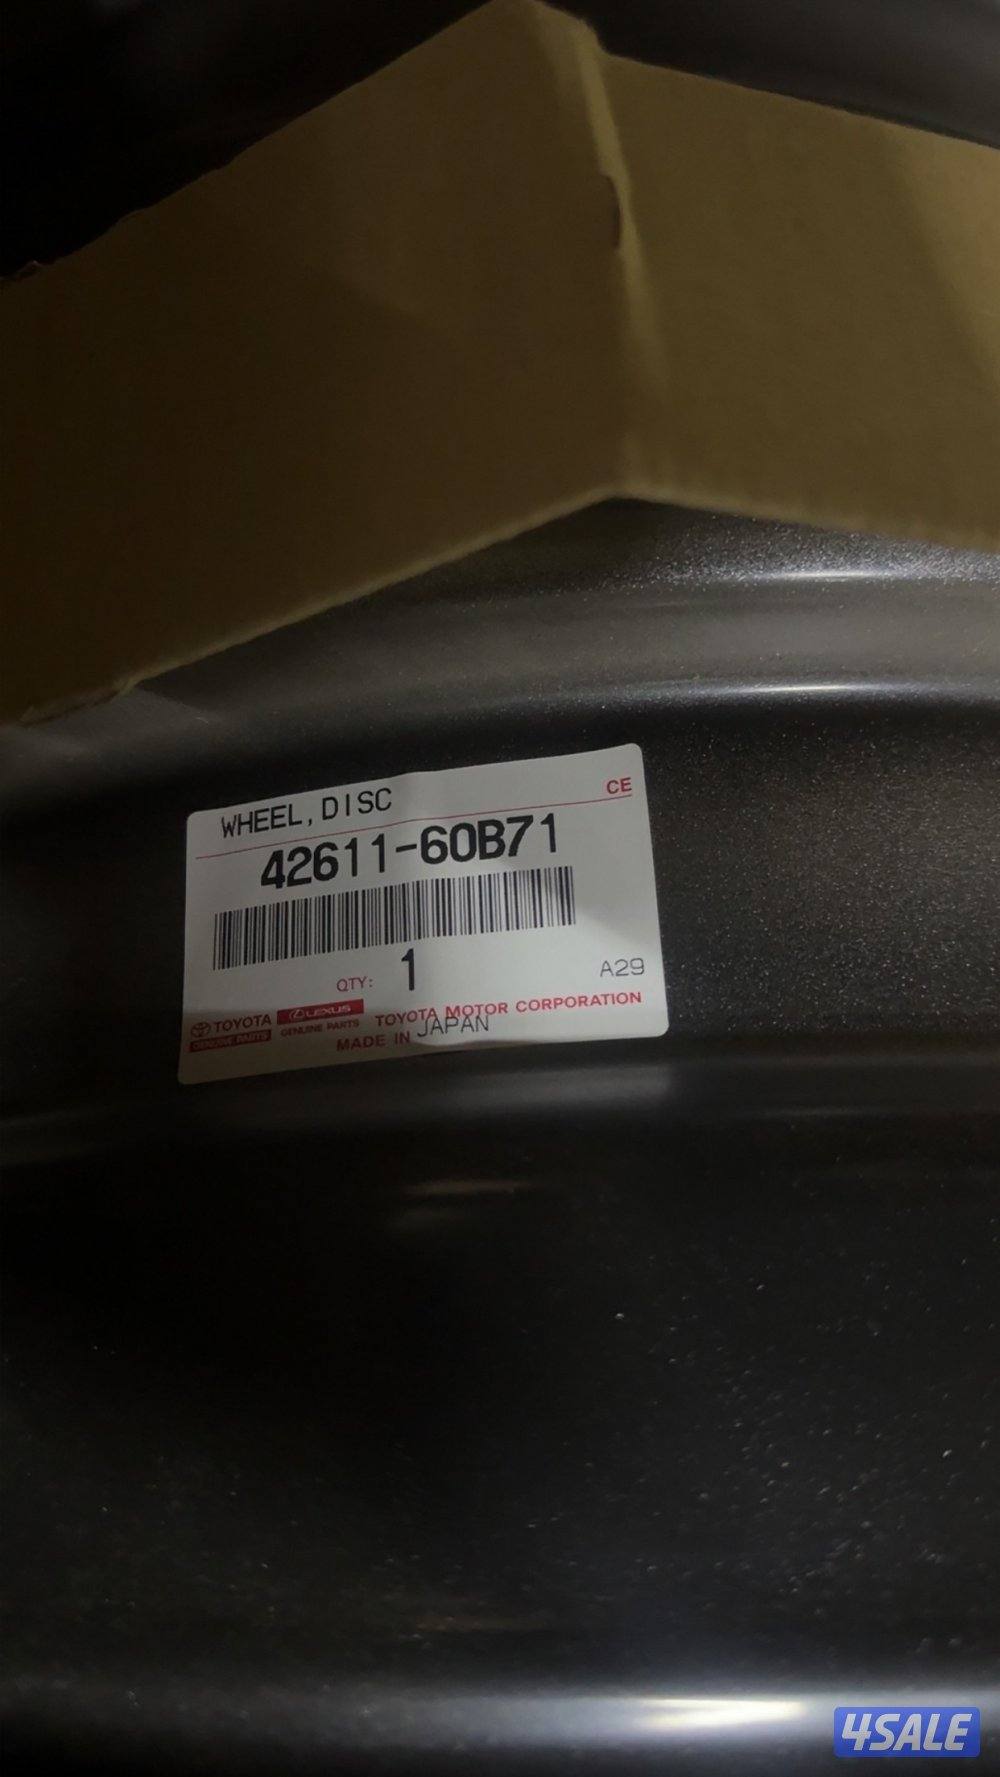 WHEEL,DISC
CE
42611-60B71
QTY: 1
A29
TOYOTA
GENUINE PARTS
LEXUS
GENUINE PARTS
TOYOTA MOTOR CORPORATION
MADE IN JAPAN
4SALE